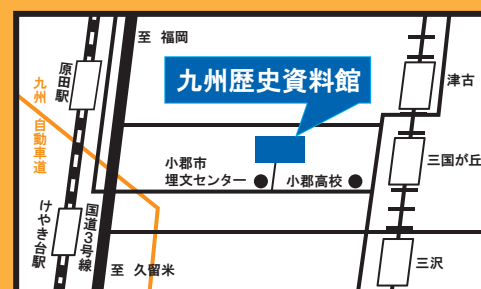 至 福岡
原田駅
九州歴史資料館
津古
九州自動車道
小郡市
埋文センター
小郡高校
三国が丘
けやき台駅
国道3号線
至 久留米
三沢